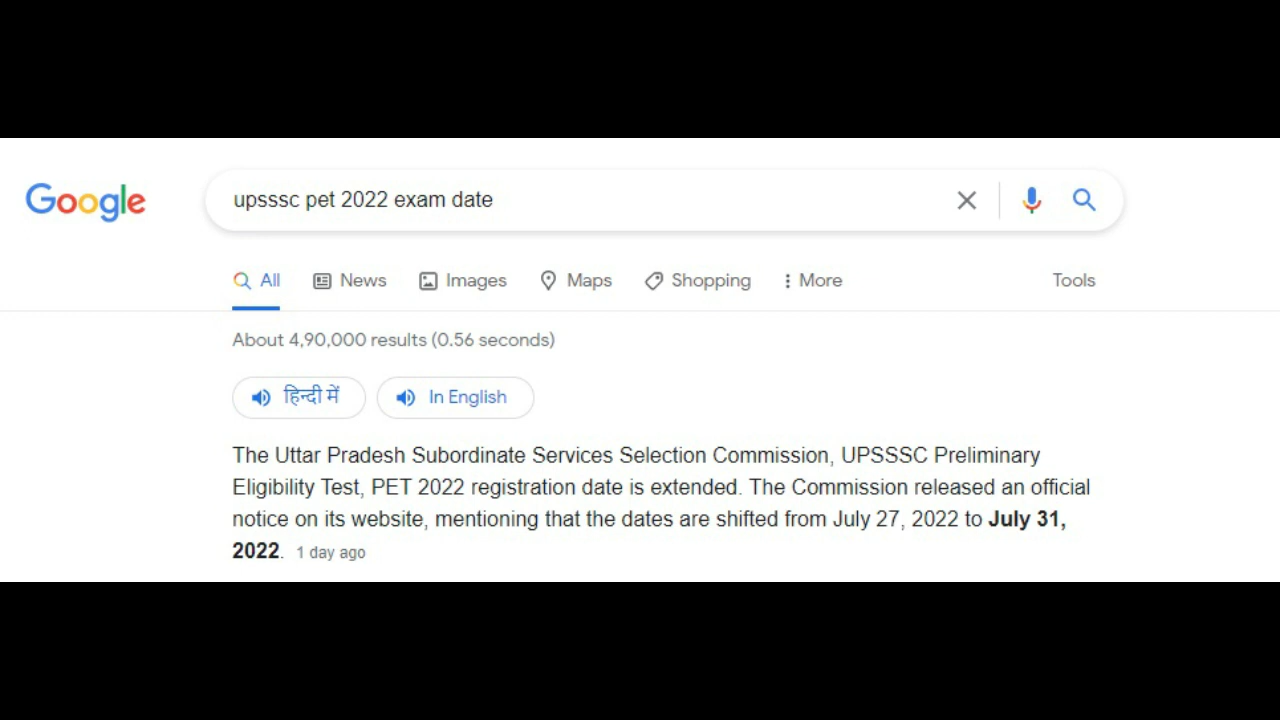 Google
upsssc pet 2022 exam date
All News Images Maps Shopping More Tools
About 4,90,000 results (0.56 seconds)
हिन्दी में In English
The Uttar Pradesh Subordinate Services Selection Commission, UPSSSC Preliminary
Eligibility Test, PET 2022 registration date is extended. The Commission released an official
notice on its website, mentioning that the dates are shifted from July 27, 2022 to July 31,
2022. 1 day ago